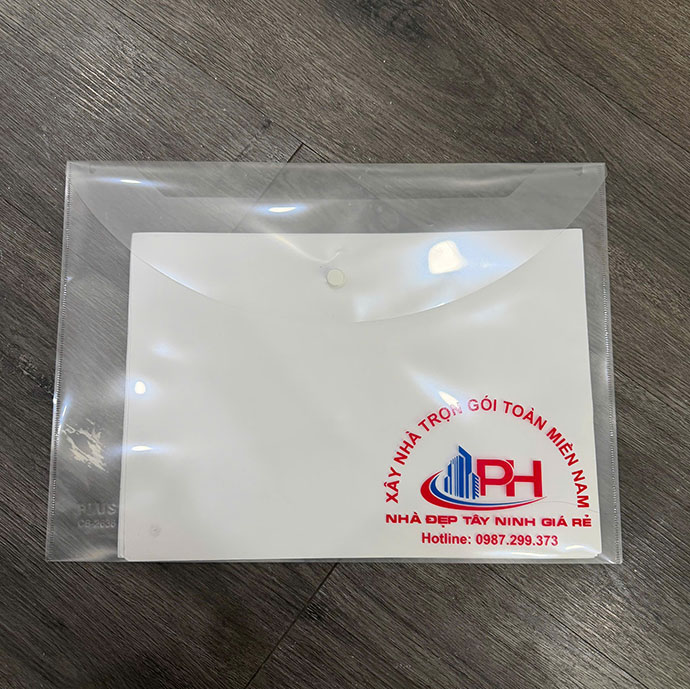 XÂY NHÀ TRỌN GÓI TOÀN MIỀN NAM
PH
NHÀ ĐẸP TÂY NINH GIÁ RẺ
Hotline: 0987.299.373
PLUS